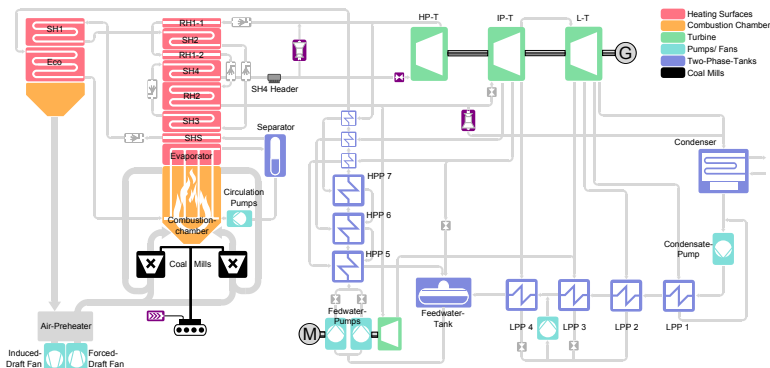 HP-T
IP-T
L-T
Heating Surfaces
Combustion Chamber
Turbine
Pumps/ Fans
Two-Phase-Tanks
Coal Mills
SH1
Eco
RH1-1
SH2
RH1-2
SH4
RH2
SH3
SHS
Evaporator
SH4 Header
G
Separator
Circulation
Pumps
Combustion-
chamber
Coal Mills
Condenser
HPP 7
HPP 6
HPP 5
Condensate-
Pump
Feedwater-
Tank
Fedwater-
Pumps
M
LPP 4
LPP 3
LPP 2
LPP 1
Air-Preheater
Induced-
Draft Fan
Forced-
Draft Fan